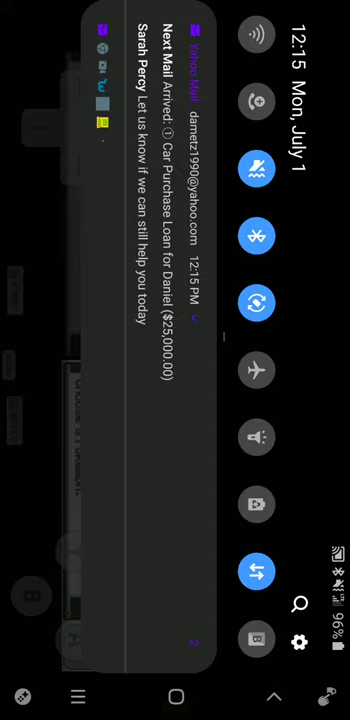 12:15 Mon, July 1
LTE 96%
Yahoo Mail dametz1990@yahoo.com 12:15 PM
2
Next Mail Arrived: ① Car Purchase Loan for Daniel ($25,000.00)
Sarah Percy Let us know if we can still help you today
B
B